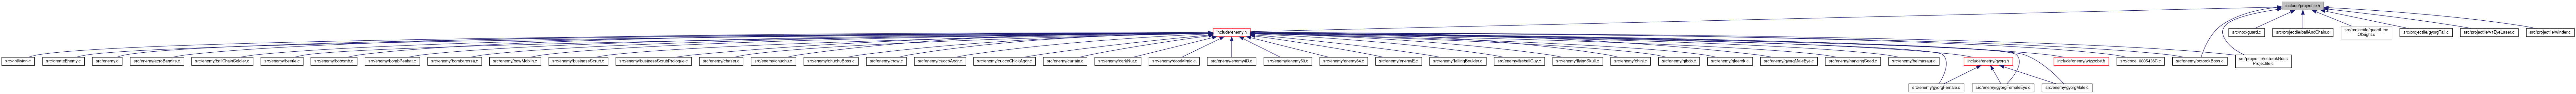 include/projectile.h
include/enemy.h
src/npc/guard.c
src/projectile/ballAndChain.c
src/projectile/guardLine
OfSight.c
src/projectile/gyorgTail.c
src/projectile/v1EyeLaser.c
src/projectile/render.c
src/collision.c
src/createEnemy.c
src/enemy.c
src/enemy/acroBandits.c
src/enemy/ballChainSoldier.c
src/enemy/beetle.c
src/enemy/bobomb.c
src/enemy/bombPeahat.c
src/enemy/bombarossa.c
src/enemy/bowMoblin.c
src/enemy/businessScrub.c
src/enemy/businessScrubPrologue.c
src/enemy/chaser.c
src/enemy/chuchu.c
src/enemy/chuchuBoss.c
src/enemy/crow.c
src/enemy/cuccoAggr.c
src/enemy/cuccoChickAggr.c
src/enemy/curtain.c
src/enemy/darkNut.c
src/enemy/doorMimic.c
src/enemy/enemy4D.c
src/enemy/enemy50.c
src/enemy/enemy64.c
src/enemy/enemyE.c
src/enemy/fallingBoulder.c
src/enemy/fireballGuy.c
src/enemy/flyingSkull.c
src/enemy/ghini.c
src/enemy/gibdo.c
src/enemy/gleerok.c
src/enemy/gyorgMaleEye.c
src/enemy/hangingSeed.c
src/enemy/helmasaur.c
include/enemy/gyorg.h
include/enemy/wizzrobe.h
src/code_0805436C.c
src/enemy/octorokBoss.c
src/projectile/octorokBoss
Projectile.c
src/enemy/gyorgFemale.c
src/enemy/gyorgFemaleEye.c
src/enemy/gyorgMale.c